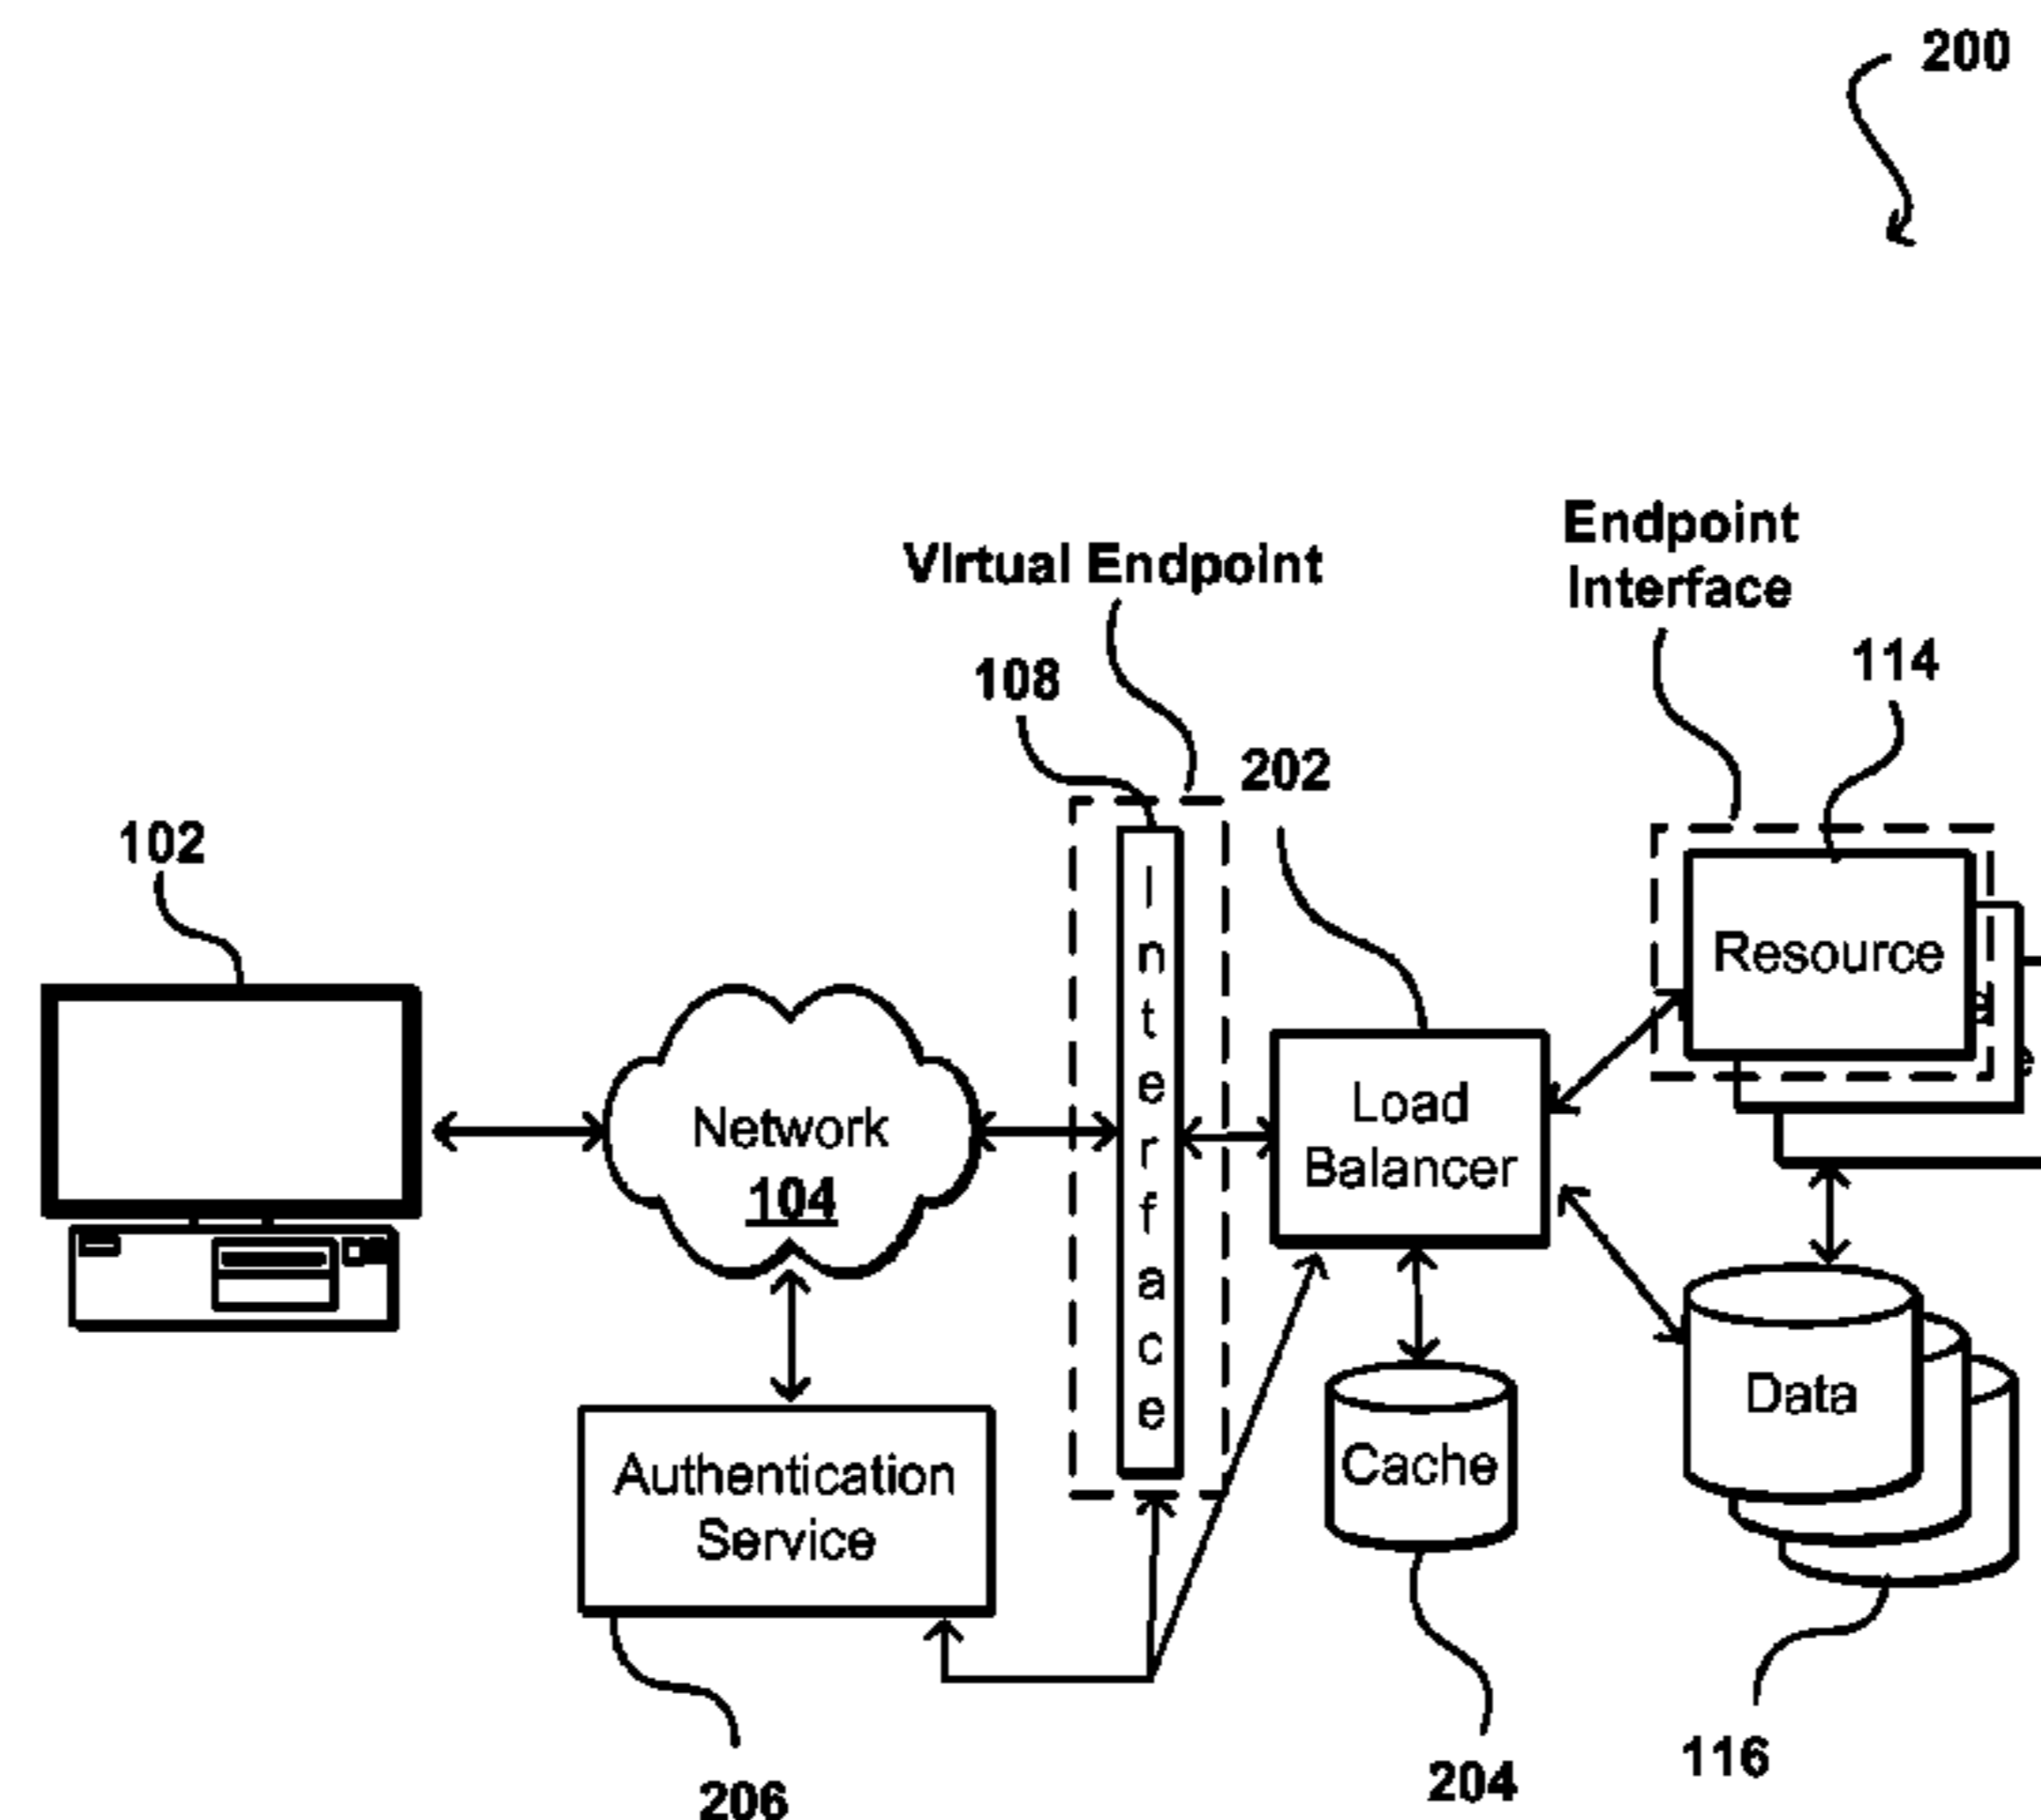 200
Endpoint
Interface
Virtual Endpoint
114
108
202
102
Interface
Resource
Load
Balancer
Network
104
Data
Cache
Authentication
Service
116
204
206